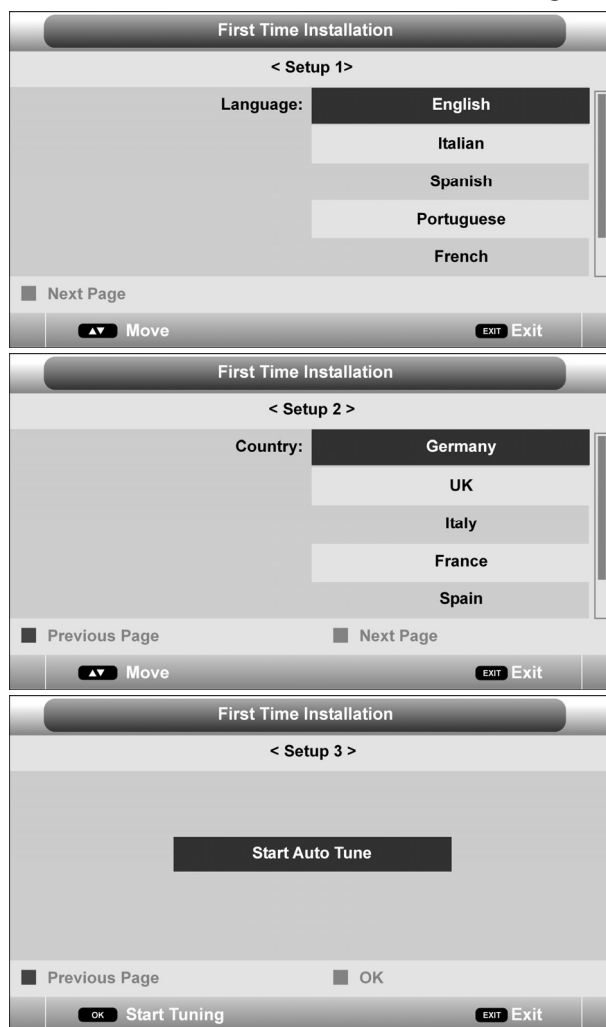 First Time Installation
< Setup 1>
Language: English
Italian
Spanish
Portuguese
French
Next Page
▲▼ Move EXIT Exit
First Time Installation
< Setup 2 >
Country: Germany
UK
Italy
France
Spain
Previous Page Next Page
▲▼ Move EXIT Exit
First Time Installation
< Setup 3 >
Start Auto Tune
Previous Page OK
OK Start Tuning EXIT Exit